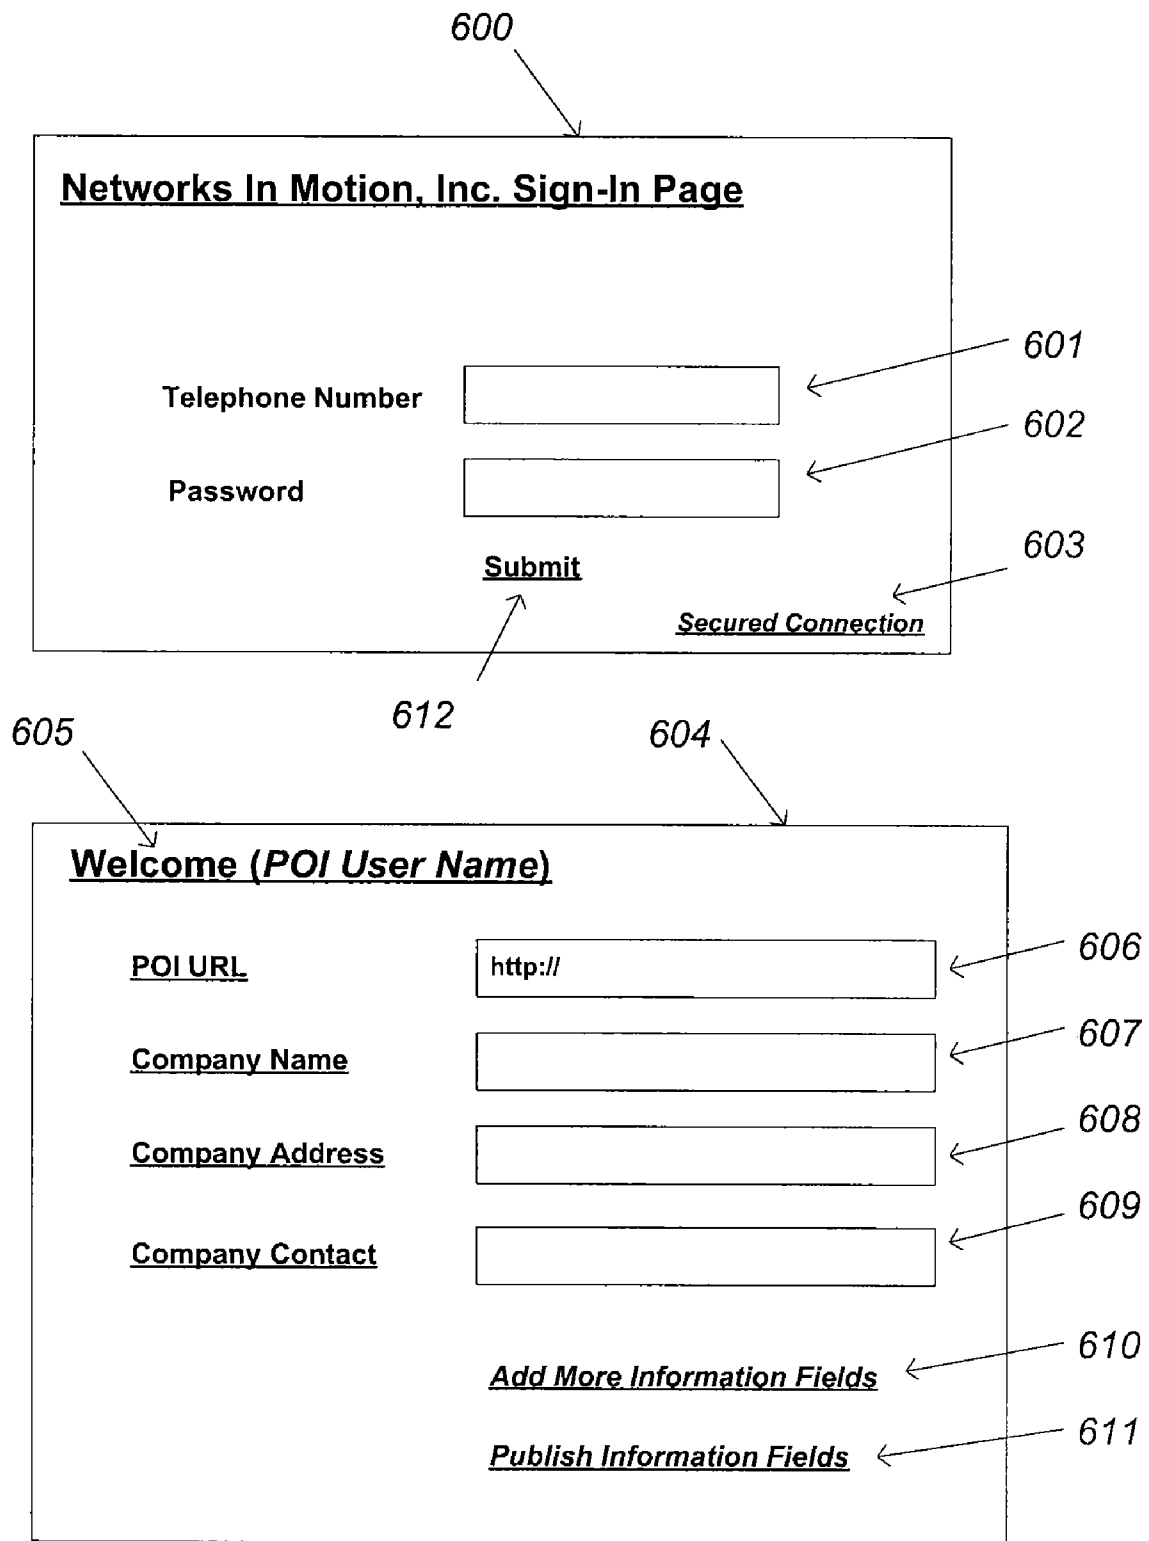 600
Networks In Motion, Inc. Sign-In Page
601
Telephone Number
602
Password
603
Submit
Secured Connection
612
605
604
Welcome (POI User Name)
606
POI URL http://
607
Company Name
608
Company Address
609
Company Contact
610
Add More Information Fields
611
Publish Information Fields